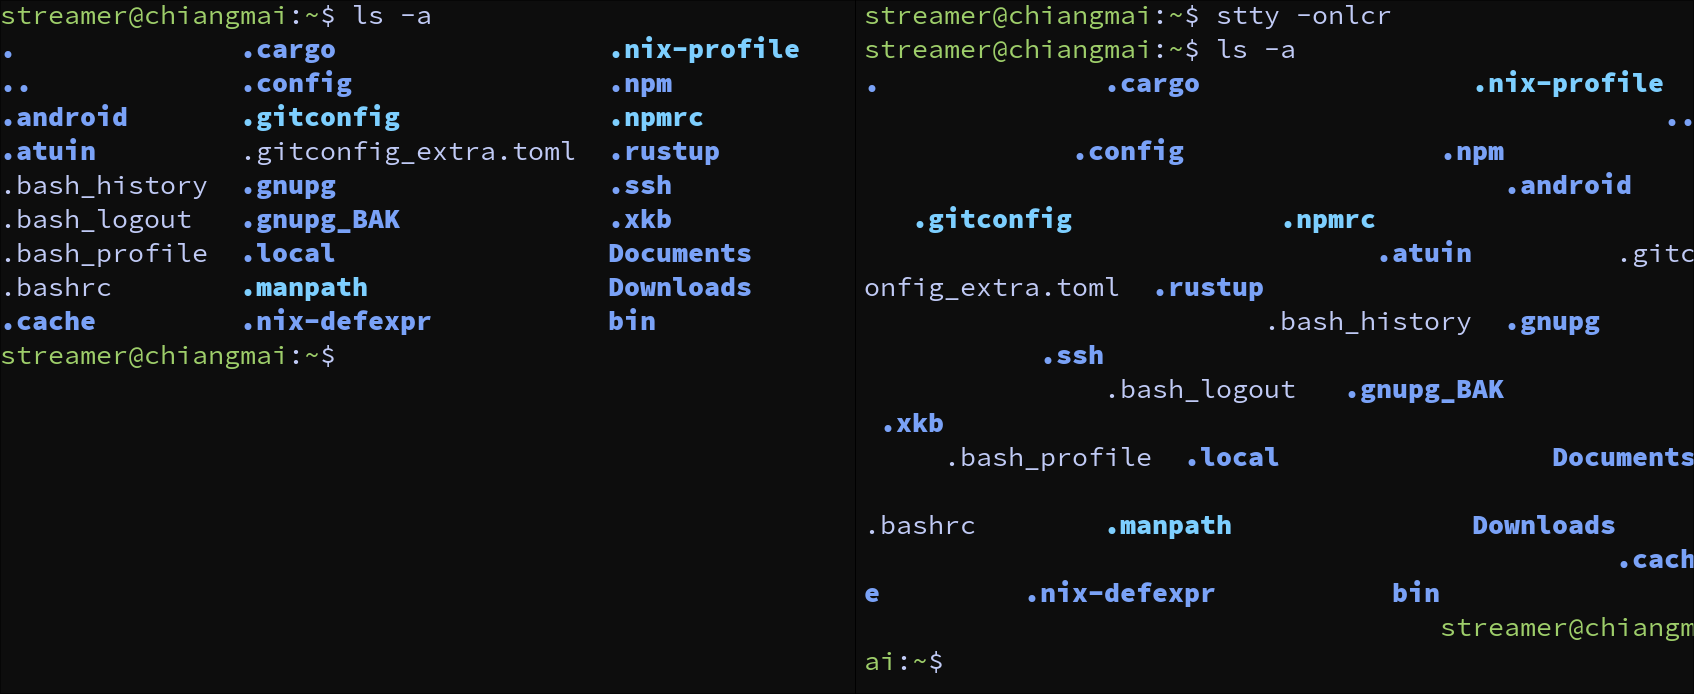 streamer@chiangmai:~$ ls -a
. .cargo .nix-profile
.. .config .npm
.android .gitconfig .npmrc
.atuin .gitconfig_extra.toml .rustup
.bash_history .gnupg .ssh
.bash_logout .gnupg_BAK .xkb
.bash_profile .local Documents
.bashrc .manpath Downloads
.cache .nix-defexpr bin
streamer@chiangmai:~$
streamer@chiangmai:~$ stty -onlcr
streamer@chiangmai:~$ ls -a
. .cargo .nix-profile
..
.config .npm
.android
.gitconfig .npmrc
.atuin .gitc
onfig_extra.toml .rustup
.bash_history .gnupg
.ssh
.bash_logout .gnupg_BAK
.xkb
.bash_profile .local Documents
.bashrc .manpath Downloads
.cach
e .nix-defexpr bin
streamer@chiangm
ai:~$